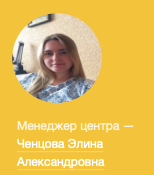 Менеджер центра —
Ченцова Элина
Александровна